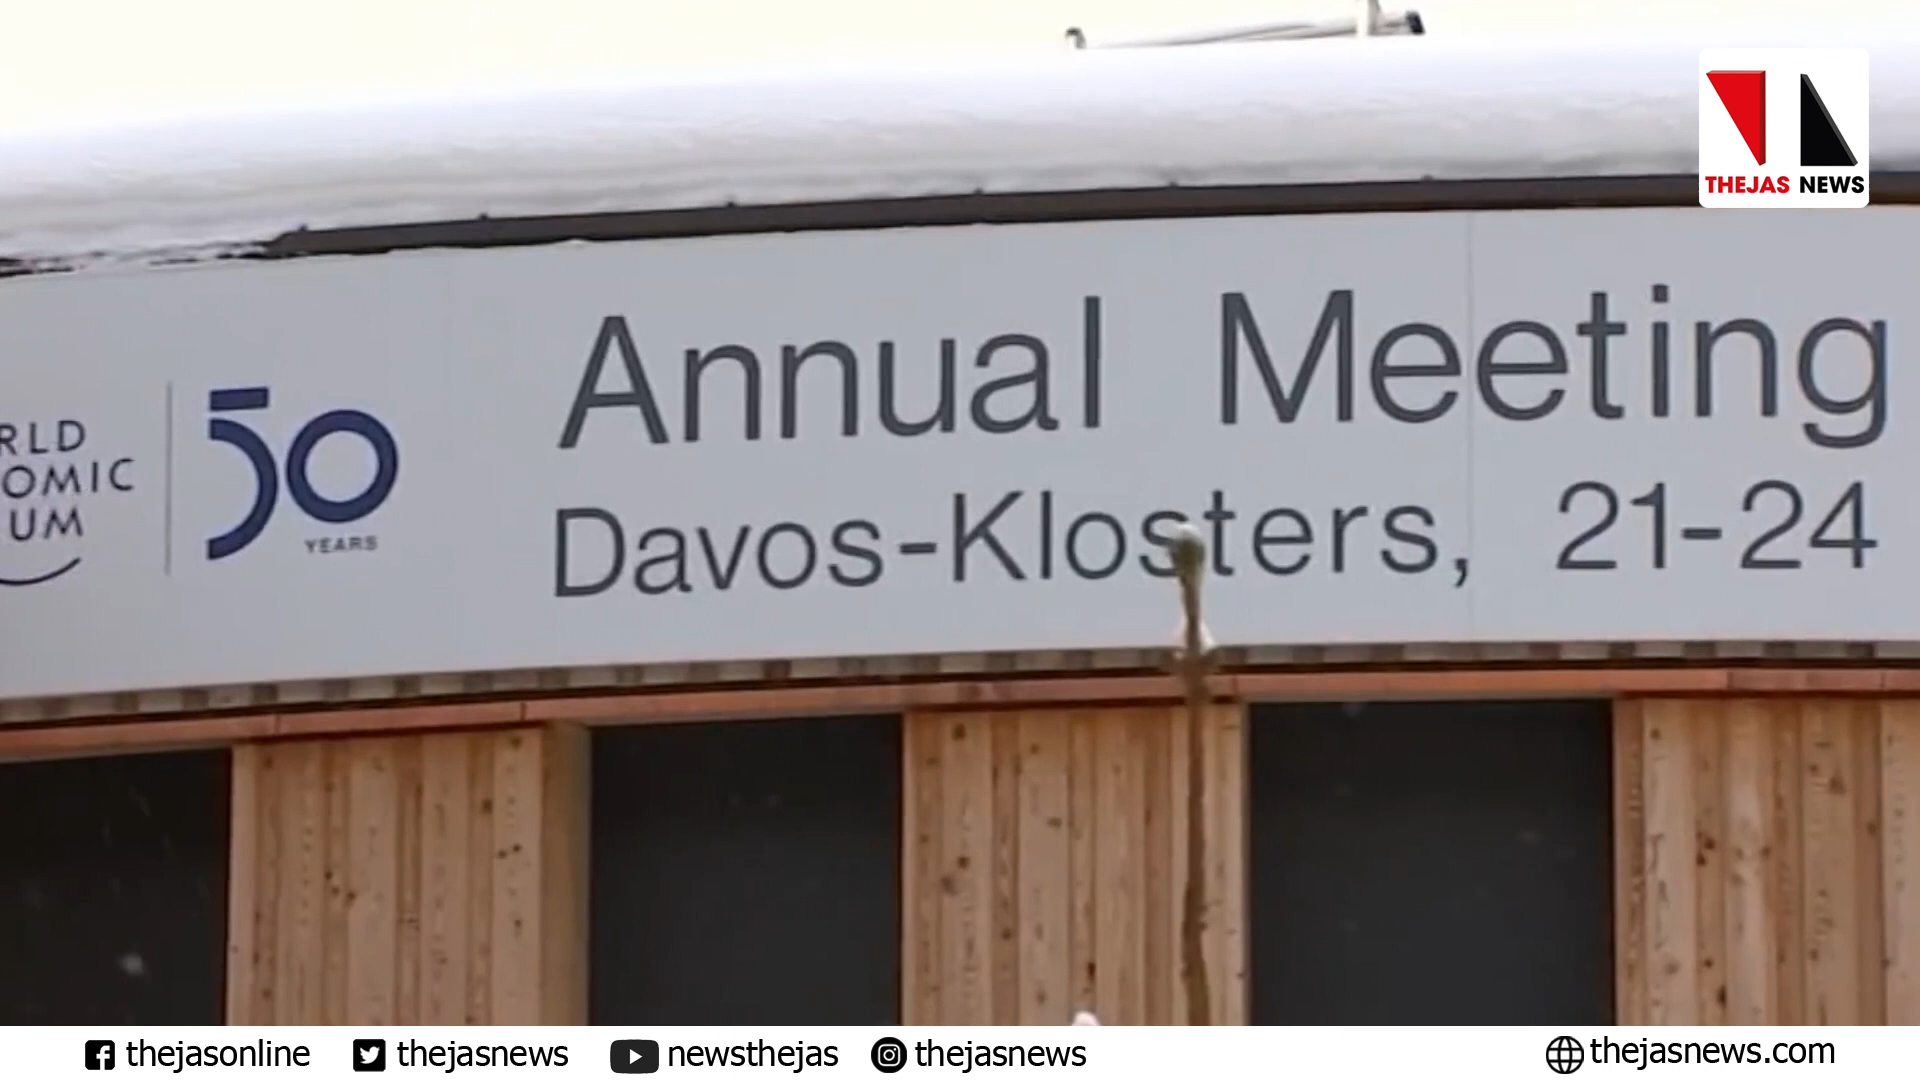 THEJAS NEWS
RLD
OMIC
UM
50
YEARS
Annual Meeting
Davos-Klosters, 21-24
thejasonline
thejasnews
newsthejas
thejasnews
thejasnews.com